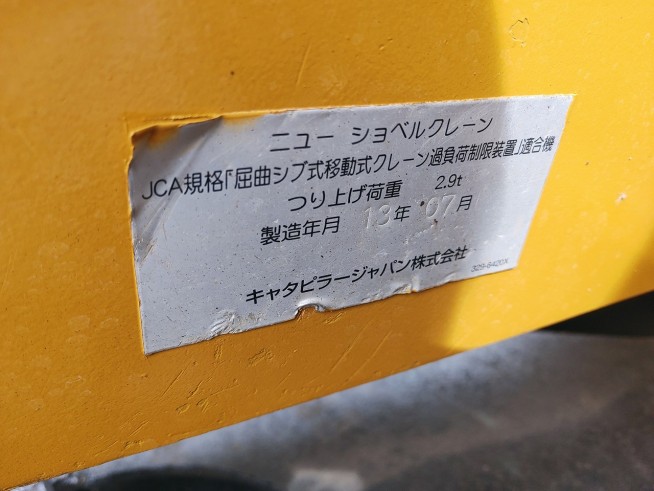 ニュー ショベルクレーン
JCA規格「屈曲ジブ式移動式クレーン過負荷制限装置」適合機
つり上げ荷重 2.9t
製造年月 13年 07月
キャタピラージャパン株式会社
329-6420X